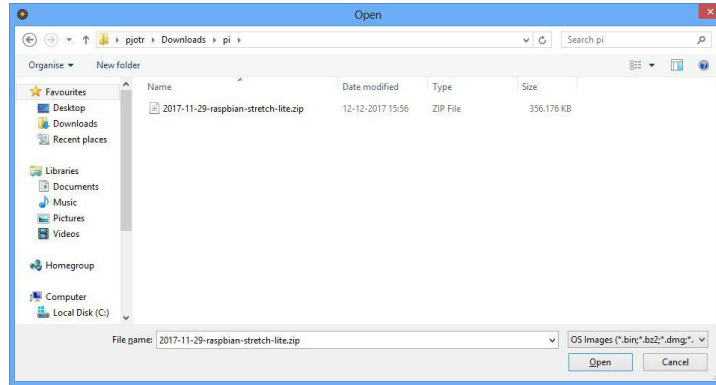 Open
pjotr Downloads pi Search pi
Organise New folder
Name Date modified Type Size
Favourites
Desktop 2017-11-29-raspbian-stretch-lite.zip 12-12-2017 15:56 ZIP File 356.176 KB
Downloads
Recent places
Libraries
Documents
Music
Pictures
Videos
Homegroup
Computer
Local Disk (C:)
File name: 2017-11-29-raspbian-stretch-lite.zip OS Images (*.bin;*.bz2;*.dmg;*.
Open Cancel